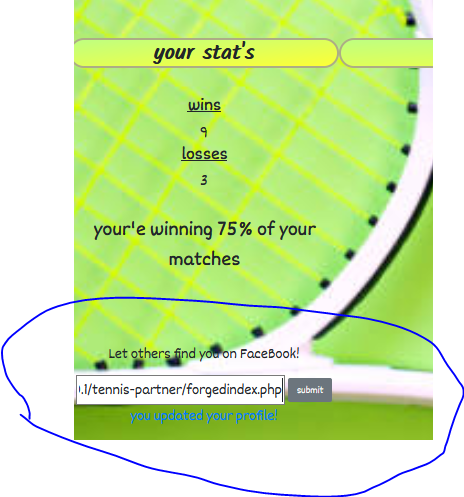 your stat's
wins
9
losses
3
your'e winning 75% of your
matches
Let others find you on FaceBook!
.1/tennis-partner/forgedindex.php
submit
you updated your profile!